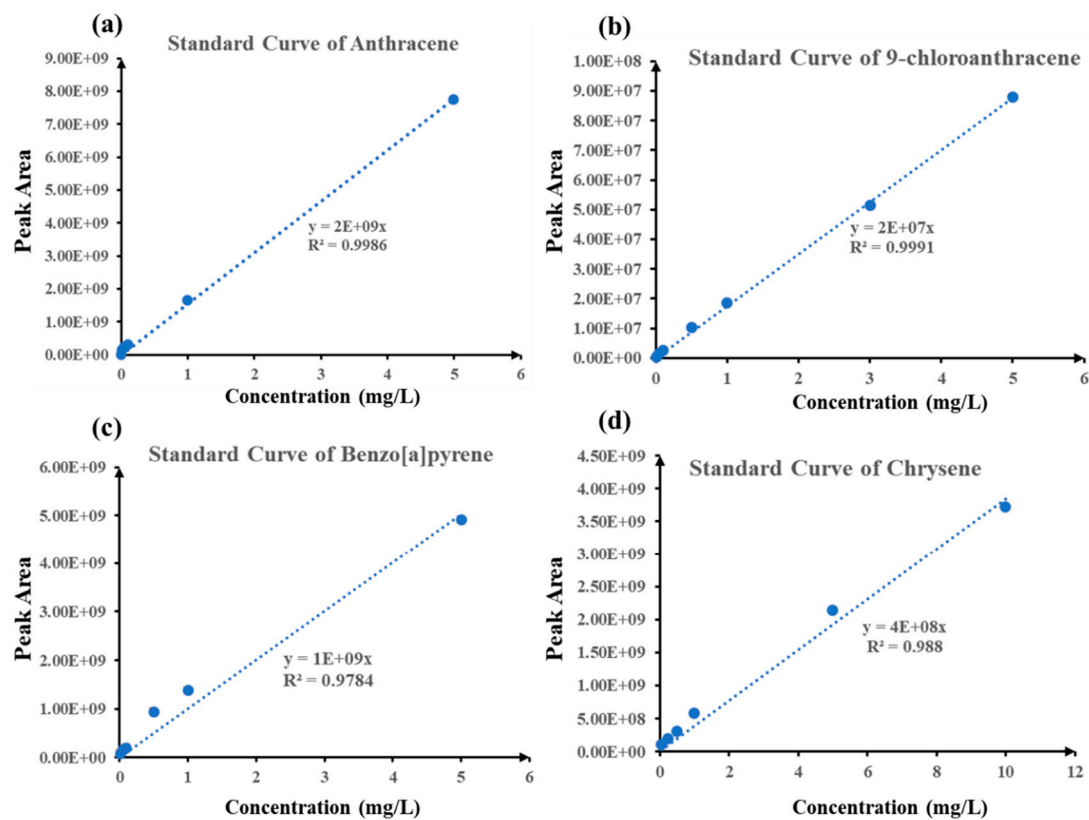 (a)
Standard Curve of Anthracene
9.00E+09
8.00E+09
7.00E+09
6.00E+09
5.00E+09
4.00E+09
3.00E+09
2.00E+09
1.00E+09
0.00E+00
Peak Area
y = 2E+09x
R² = 0.9986
0 1 2 3 4 5 6
Concentration (mg/L)
(b)
Standard Curve of 9-chloroanthracene
1.00E+08
9.00E+07
8.00E+07
7.00E+07
6.00E+07
5.00E+07
4.00E+07
3.00E+07
2.00E+07
1.00E+07
0.00E+00
Peak Area
y = 2E+07x
R² = 0.9991
0 1 2 3 4 5 6
Concentration (mg/L)
(c)
Standard Curve of Benzo[a]pyrene
6.00E+09
5.00E+09
4.00E+09
3.00E+09
2.00E+09
1.00E+09
0.00E+00
Peak Area
y = 1E+09x
R² = 0.9784
0 1 2 3 4 5 6
Concentration (mg/L)
(d)
Standard Curve of Chrysene
4.50E+09
4.00E+09
3.50E+09
3.00E+09
2.50E+09
2.00E+09
1.50E+09
1.00E+09
5.00E+08
0.00E+00
Peak Area
y = 4E+08x
R² = 0.988
0 2 4 6 8 10 12
Concentration (mg/L)